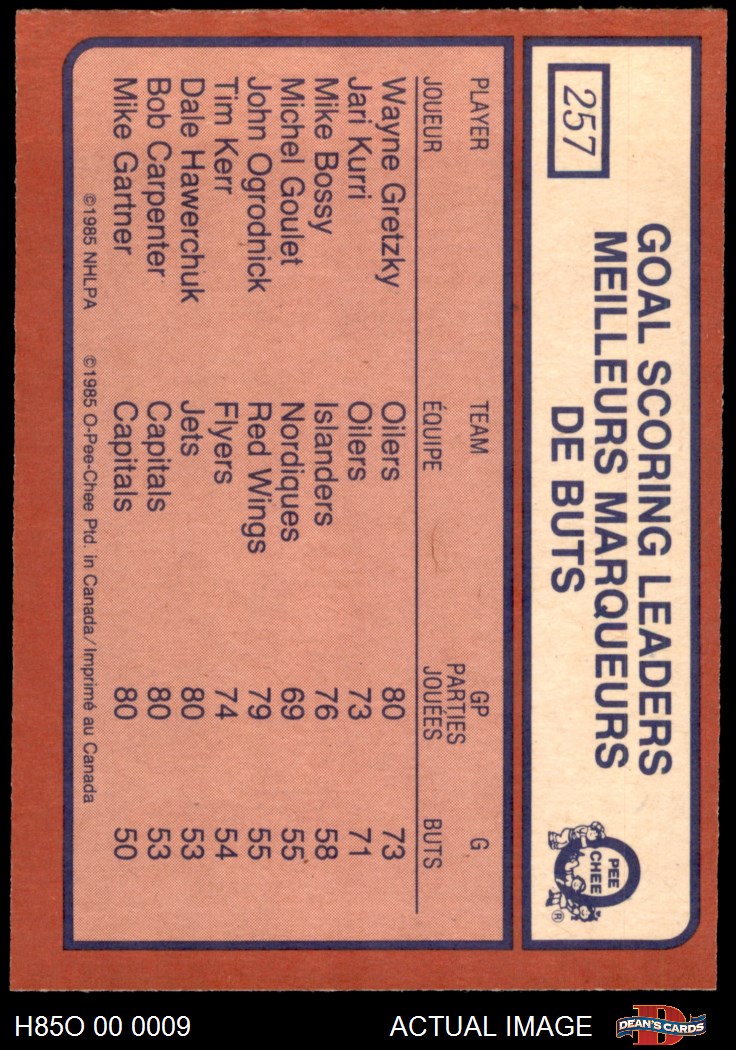 257
GOAL SCORING LEADERS
MEILLEURS MARQUEURS
DE BUTS
PEE
CHEE
®
PLAYER TEAM GP G
JOUEUR ÉQUIPE PARTIES JOUÉES BUTS
Wayne Gretzky Oilers 80 73
Jari Kurri Oilers 73 71
Mike Bossy Islanders 76 58
Michel Goulet Nordiques 69 55
John Ogrodnick Red Wings 79 55
Tim Kerr Flyers 74 54
Dale Hawerchuk Jets 80 53
Bob Carpenter Capitals 80 53
Mike Gartner Capitals 80 50
©1985 NHLPA ©1985 O-Pee-Chee Ptd. in Canada/Imprimé au Canada
H85O 00 0009 ACTUAL IMAGE
D
DEAN'S CARDS